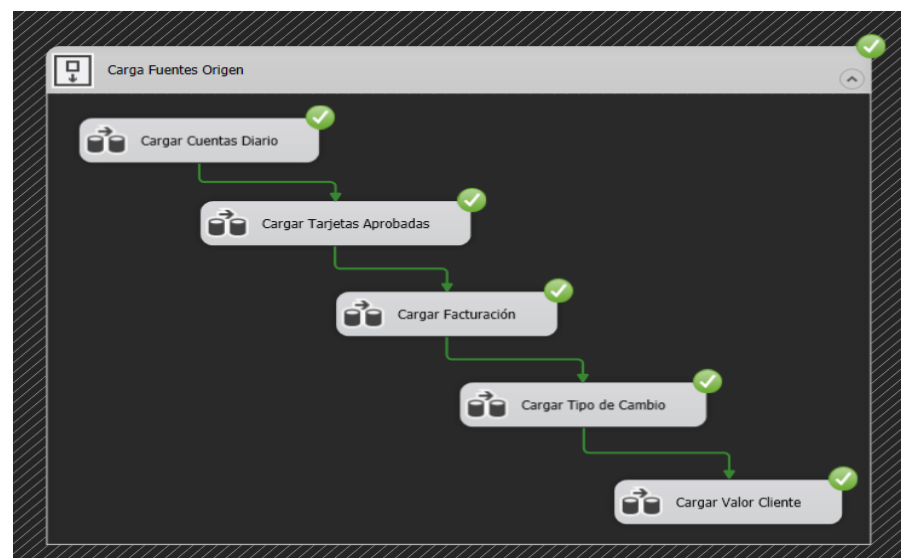 Carga Fuentes Origen
Cargar Cuentas Diario
Cargar Tarjetas Aprobadas
Cargar Facturación
Cargar Tipo de Cambio
Cargar Valor Cliente